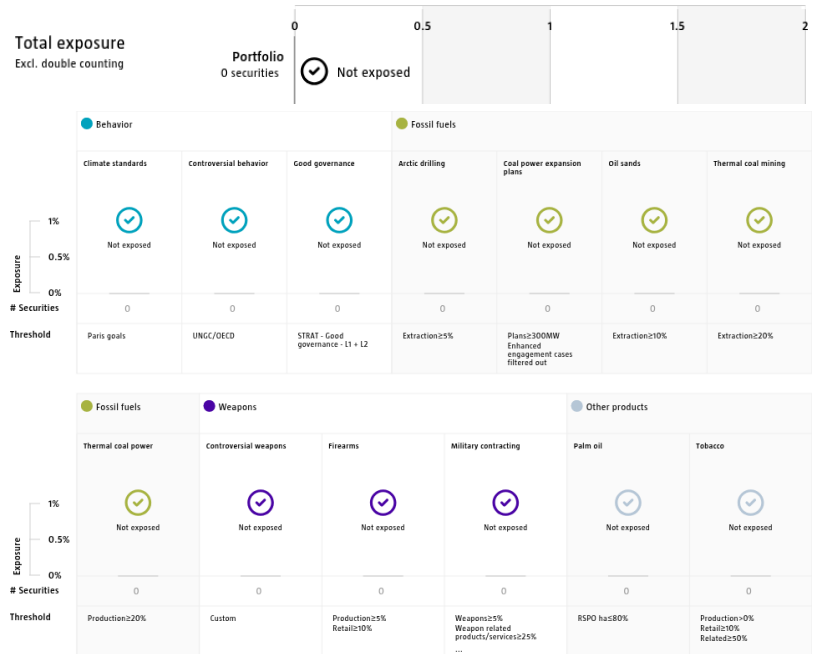 0 0.5 1 1.5 2
Total exposure
Excl. double counting
Portfolio
0 securities
Not exposed
Behavior Fossil fuels
Climate standards Controversial behavior Good governance Arctic drilling Coal power expansion plans Oil sands Thermal coal mining
1%
Not exposed Not exposed Not exposed Not exposed Not exposed Not exposed Not exposed
0.5%
Exposure
0%
# Securities 0 0 0 0 0 0 0
Threshold Paris goals UNGC/OECD STRAT - Good governance - L1 + L2 Extraction≥5% Plans≥300MW Enhanced engagement cases filtered out Extraction≥10% Extraction≥20%
Fossil fuels Weapons Other products
Thermal coal power Controversial weapons Firearms Military contracting Palm oil Tobacco
1%
Not exposed Not exposed Not exposed Not exposed Not exposed Not exposed
0.5%
Exposure
0%
# Securities 0 0 0 0 0 0
Threshold Production≥20% Custom Production≥5% Retail≥10% Weapons≥5% Weapon related products/services≥25% ... RSPO ha≤80% Production>0% Retail≥10% Related≥50%